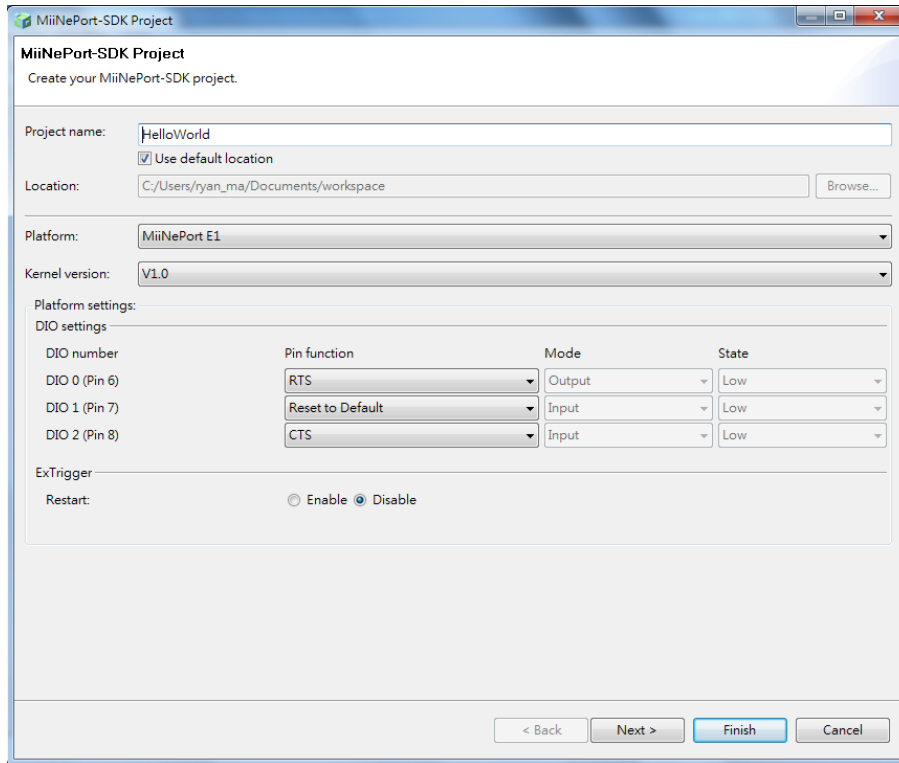 MiiNePort-SDK Project
MiiNePort-SDK Project
Create your MiiNePort-SDK project.
Project name: HelloWorld
Use default location
Location: C:/Users/ryan_ma/Documents/workspace Browse...
Platform: MiiNePort E1
Kernel version: V1.0
Platform settings:
DIO settings
DIO number Pin function Mode State
DIO 0 (Pin 6) RTS Output Low
DIO 1 (Pin 7) Reset to Default Input Low
DIO 2 (Pin 8) CTS Input Low
ExTrigger
Restart: Enable Disable
< Back Next > Finish Cancel